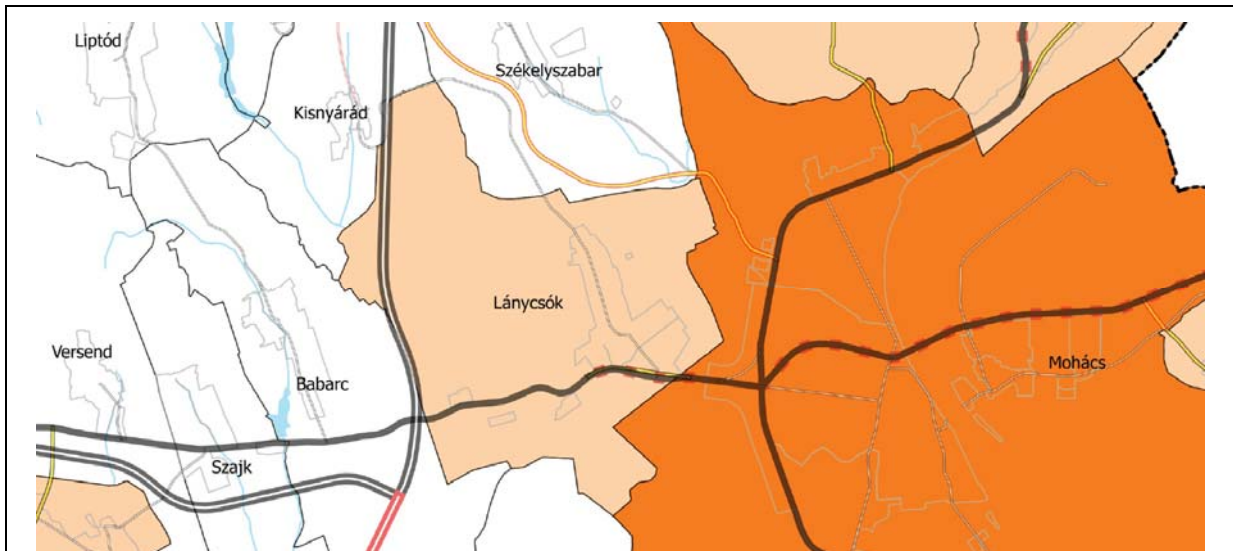 Liptód
Székelyszabar
Kisnyárád
Lánycsók
Versend
Babarc
Mohács
Szajk